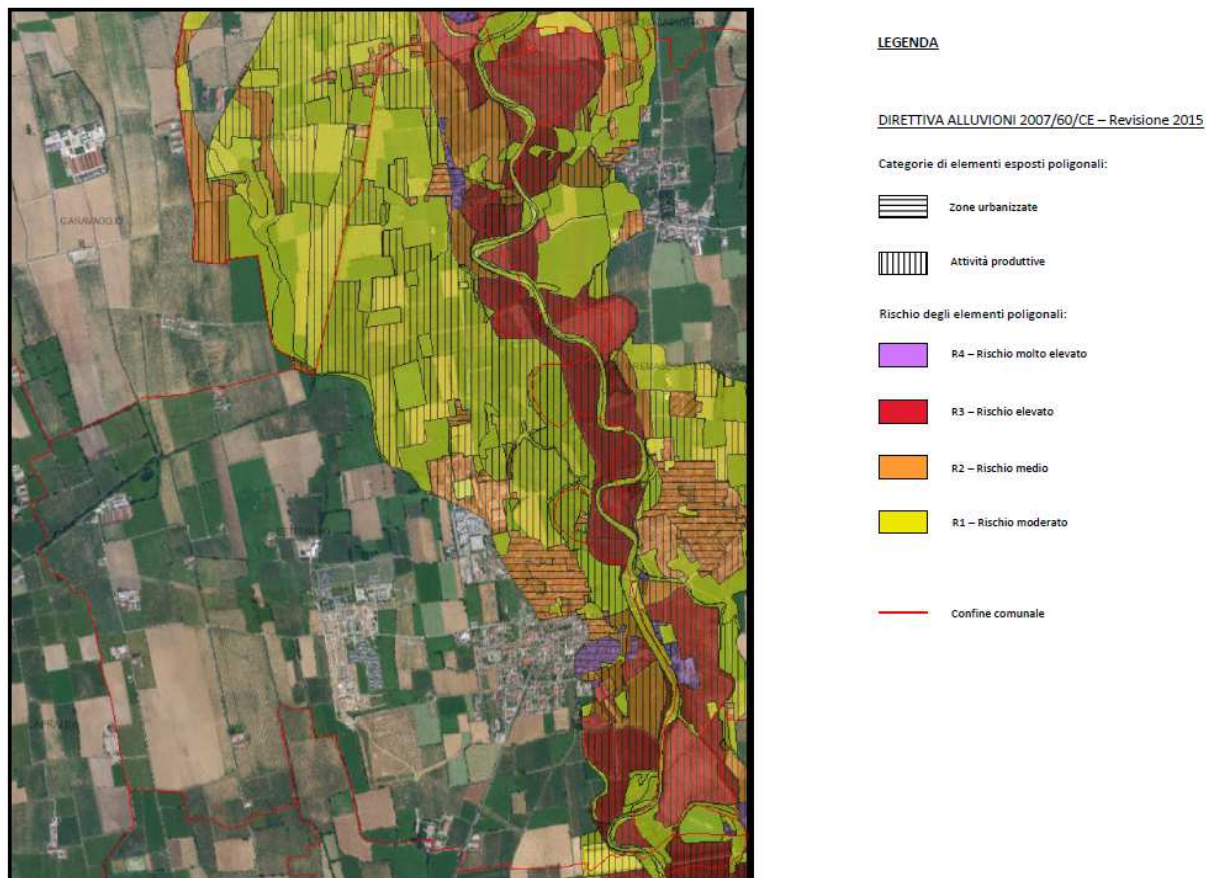 CARAVAGGIO
LEGENDA
DIRETTIVA ALLUVIONI 2007/60/CE – Revisione 2015
Categorie di elementi esposti poligonali:
Zone urbanizzate
Attività produttive
Rischio degli elementi poligonali:
R4 – Rischio molto elevato
R3 – Rischio elevato
R2 – Rischio medio
R1 – Rischio moderato
Confine comunale